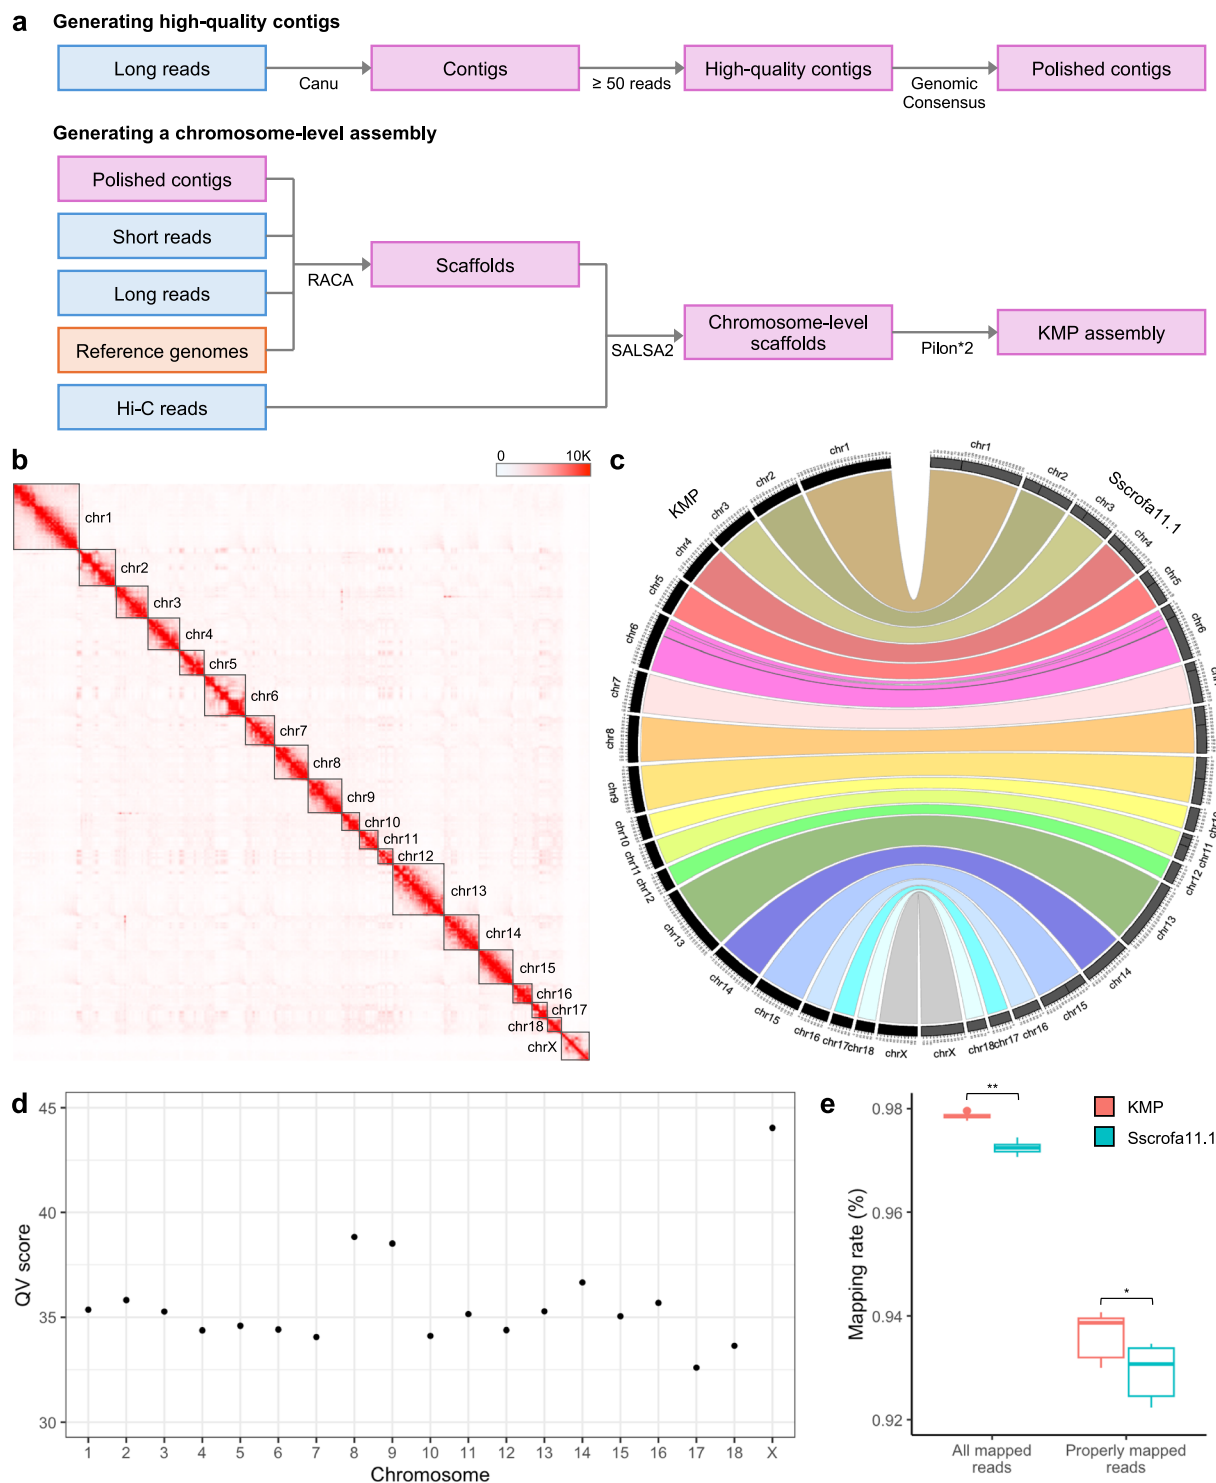 a
Generating high-quality contigs
Long reads
Canu
Contigs
≥ 50 reads
High-quality contigs
Genomic
Consensus
Polished contigs
Generating a chromosome-level assembly
Polished contigs
Short reads
Long reads
Reference genomes
Hi-C reads
RACA
Scaffolds
SALSA2
Chromosome-level
scaffolds
Pilon*2
KMP assembly
b
0 10K
chr1
chr2
chr3
chr4
chr5
chr6
chr7
chr8
chr9
chr10
chr11
chr12
chr13
chr14
chr15
chr16
chr17
chr18
chrX
c
KMP
chr1
chr2
chr3
chr4
chr5
chr6
chr7
chr8
chr9
chr10
chr11
chr12
chr13
chr14
chr15
chr16
chr17
chr18
chrX
Sscrofa11.1
chr1
chr2
chr3
chr4
chr5
chr6
chr8
chr11
chr12
chr13
chr14
chr15
chr16
chr17
chr18
chrX
d
QV score
45
40
35
30
1 2 3 4 5 6 7 8 9 10 11 12 13 14 15 16 17 18 X
Chromosome
e
Mapping rate (%)
0.98
0.96
0.94
0.92
**
*
KMP
Sscrofa11.1
All mapped
reads
Properly mapped
reads